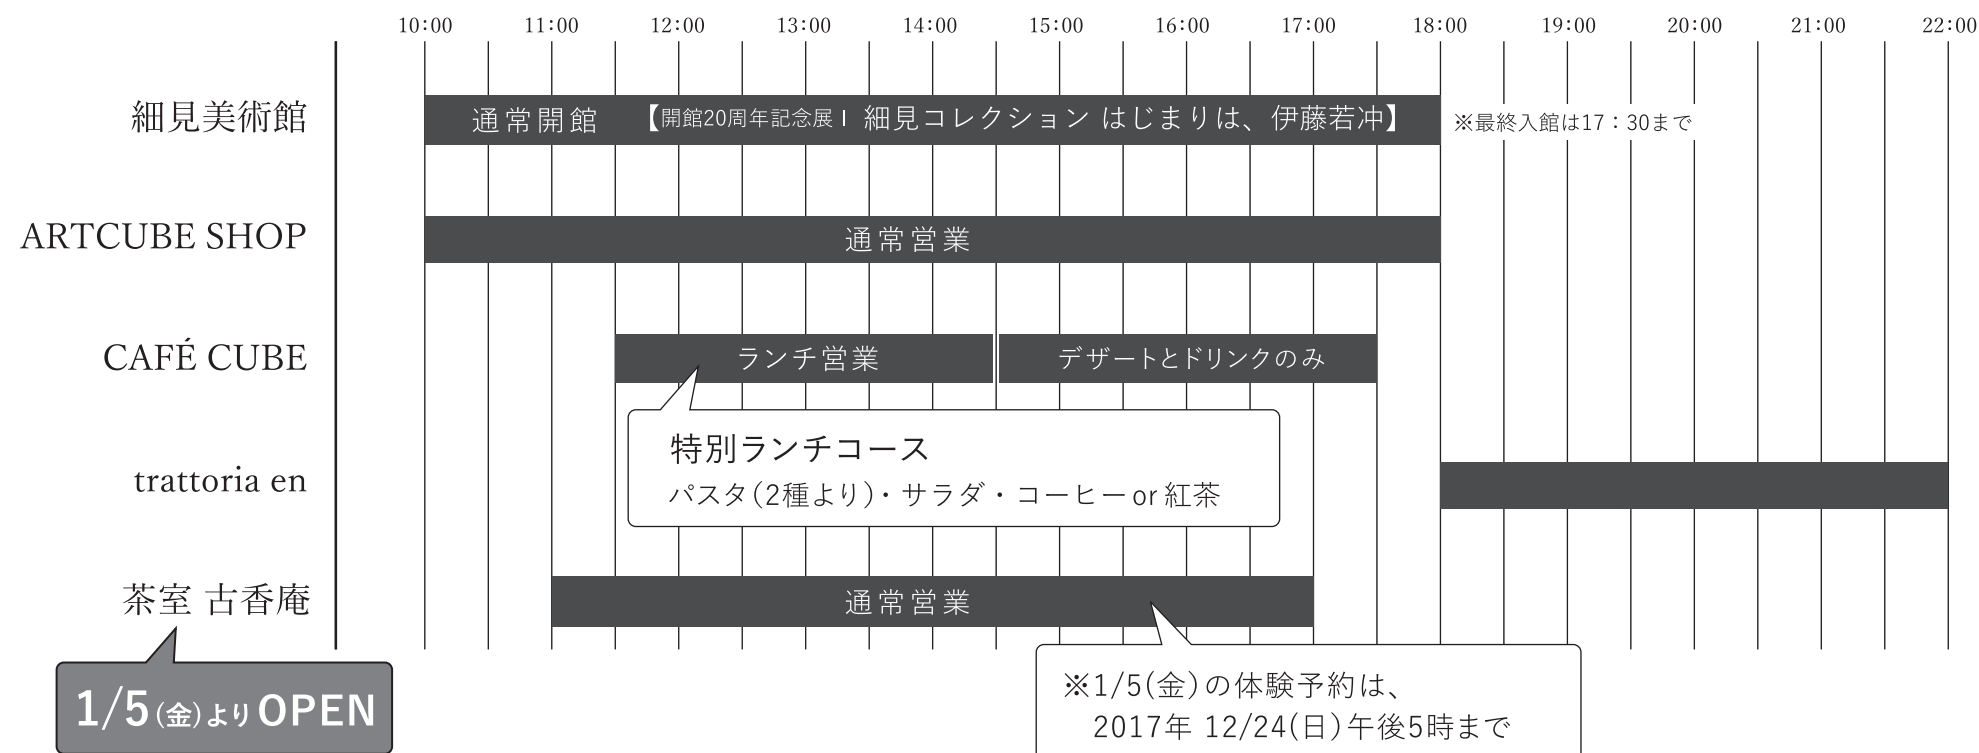 10:00 11:00 12:00 13:00 14:00 15:00 16:00 17:00 18:00 19:00 20:00 21:00 22:00
細見美術館
通常開館 【開館20周年記念展Ⅰ 細見コレクション はじまりは、伊藤若冲】
※最終入館は17：30まで
ARTCUBE SHOP
通常営業
CAFÉ CUBE
ランチ営業
デザートとドリンクのみ
特別ランチコース
パスタ(2種より)・サラダ・コーヒーor紅茶
trattoria en
茶室 古香庵
通常営業
1/5(金)よりOPEN
※1/5(金)の体験予約は、
2017年 12/24(日)午後5時まで